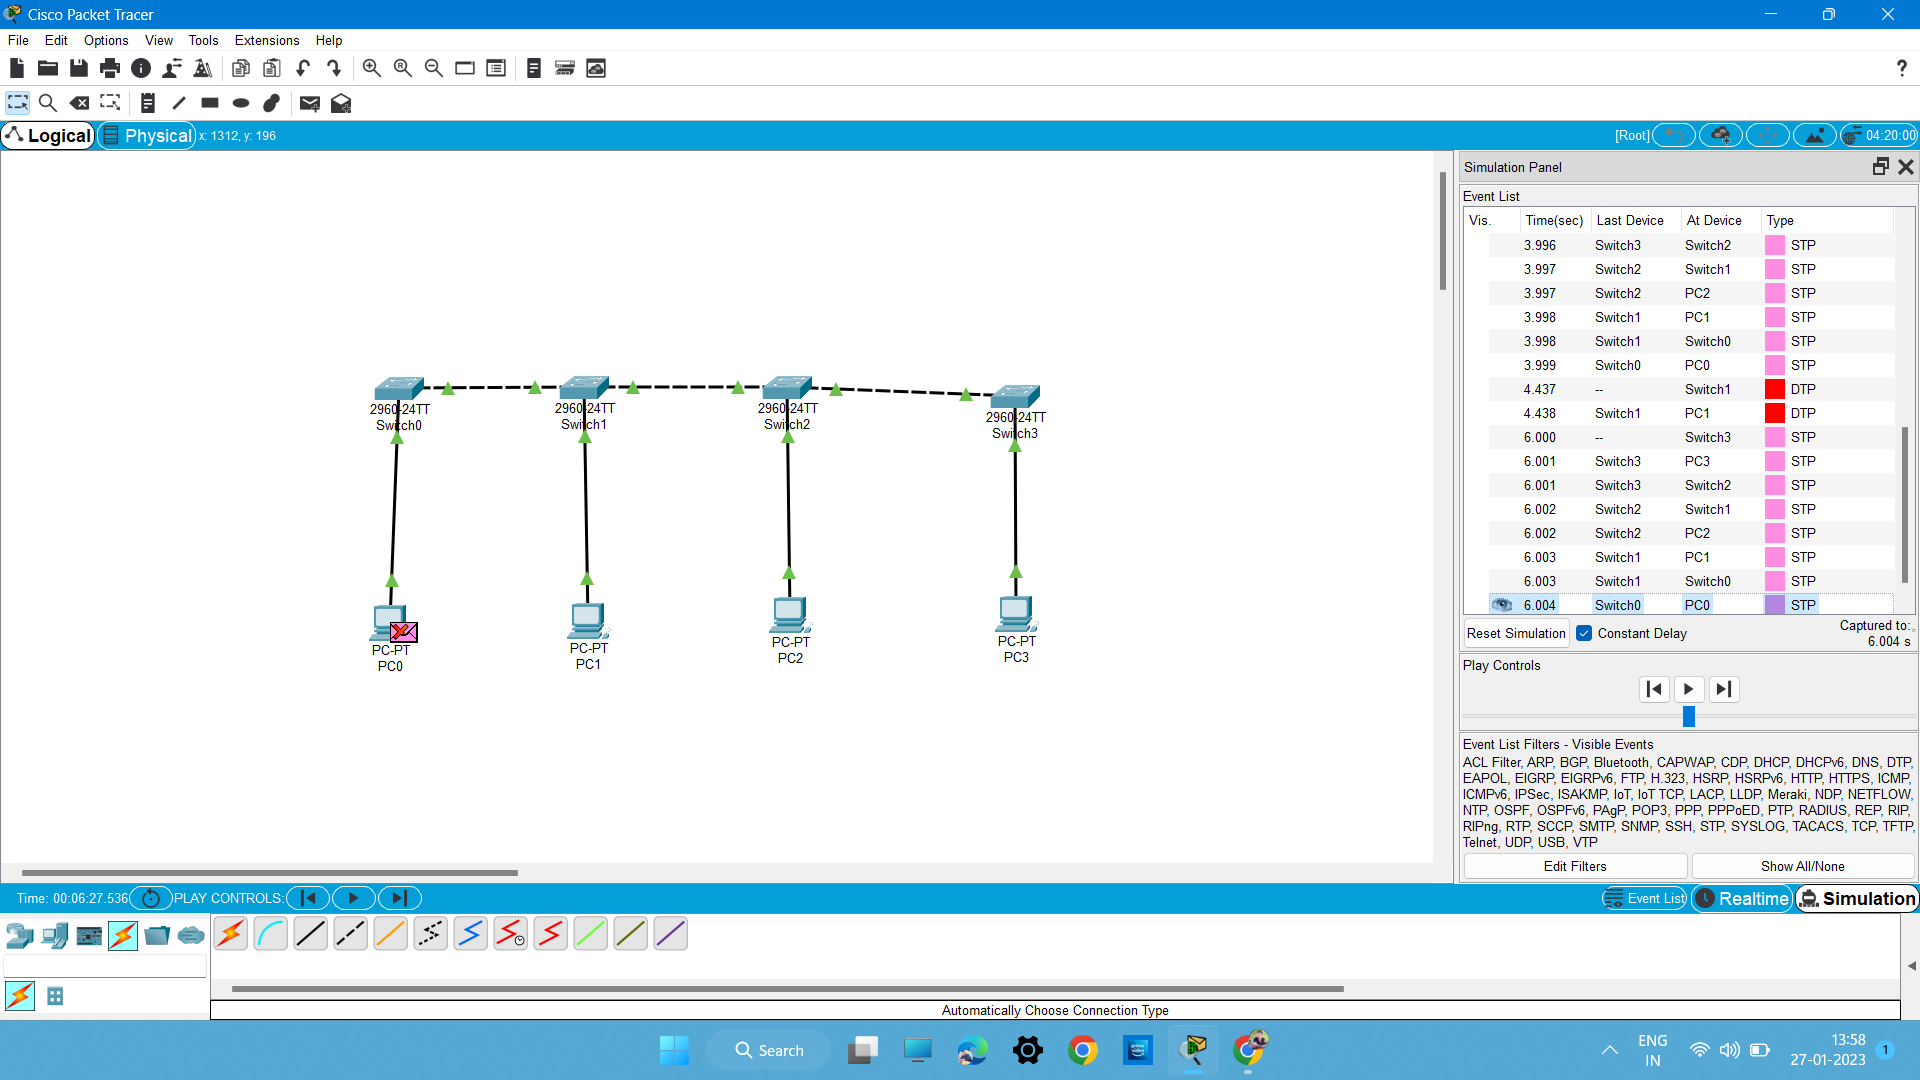 Cisco Packet Tracer
File Edit Options View Tools Extensions Help
?
Logical Physical x: 1312, y: 196 [Root] 04:20:00
Simulation Panel
Event List
Vis. Time(sec) Last Device At Device Type
3.996 Switch3 Switch2 STP
3.997 Switch2 Switch1 STP
3.997 Switch2 PC2 STP
3.998 Switch1 PC1 STP
3.998 Switch1 Switch0 STP
3.999 Switch0 PC0 STP
4.437 -- Switch1 DTP
4.438 Switch1 PC1 DTP
6.000 -- Switch3 STP
6.001 Switch3 PC3 STP
6.001 Switch3 Switch2 STP
6.002 Switch2 Switch1 STP
6.002 Switch2 PC2 STP
6.003 Switch1 PC1 STP
6.003 Switch1 Switch0 STP
6.004 Switch0 PC0 STP
Reset Simulation Constant Delay Captured to:
6.004 s
Play Controls
Event List Filters - Visible Events
ACL Filter, ARP, BGP, Bluetooth, CAPWAP, CDP, DHCP, DHCPv6, DNS, DTP,
EAPOL, EIGRP, EIGRPv6, FTP, H.323, HSRP, HSRPv6, HTTP, HTTPS, ICMP,
ICMPv6, IPSec, ISAKMP, IoT, IoT TCP, LACP, LLDP, Meraki, NDP, NETFLOW,
NTP, OSPF, OSPFv6, PAgP, POP3, PPP, PPPoED, PTP, RADIUS, REP, RIP,
RIPng, RTP, SCCP, SMTP, SNMP, SSH, STP, SYSLOG, TACACS, TCP, TFTP,
Telnet, UDP, USB, VTP
Edit Filters Show All/None
2960-24TT
Switch0
2960-24TT
Switch1
2960-24TT
Switch2
2960-24TT
Switch3
PC-PT
PC0
PC-PT
PC1
PC-PT
PC2
PC-PT
PC3
Time: 00:06:27.536 PLAY CONTROLS: Event List Realtime Simulation
Automatically Choose Connection Type
Search
ENG
IN
13:58
27-01-2023
1